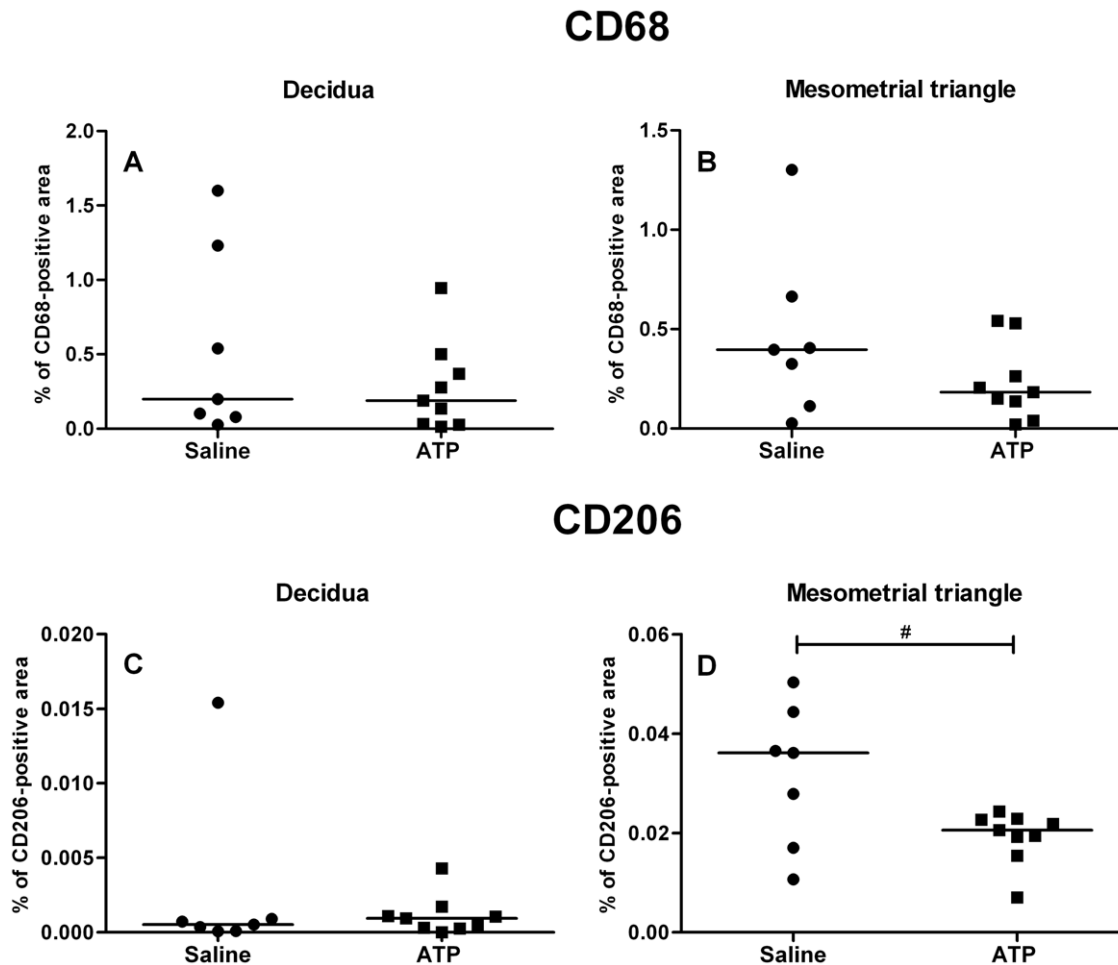 CD68
Decidua
Mesometrial triangle
A
% of CD68-positive area
2.0
1.5
1.0
0.5
0.0
Saline
ATP
B
% of CD68-positive area
1.5
1.0
0.5
0.0
Saline
ATP
CD206
Decidua
Mesometrial triangle
C
% of CD206-positive area
0.020
0.015
0.010
0.005
0.000
Saline
ATP
D
#
% of CD206-positive area
0.06
0.04
0.02
0.00
Saline
ATP